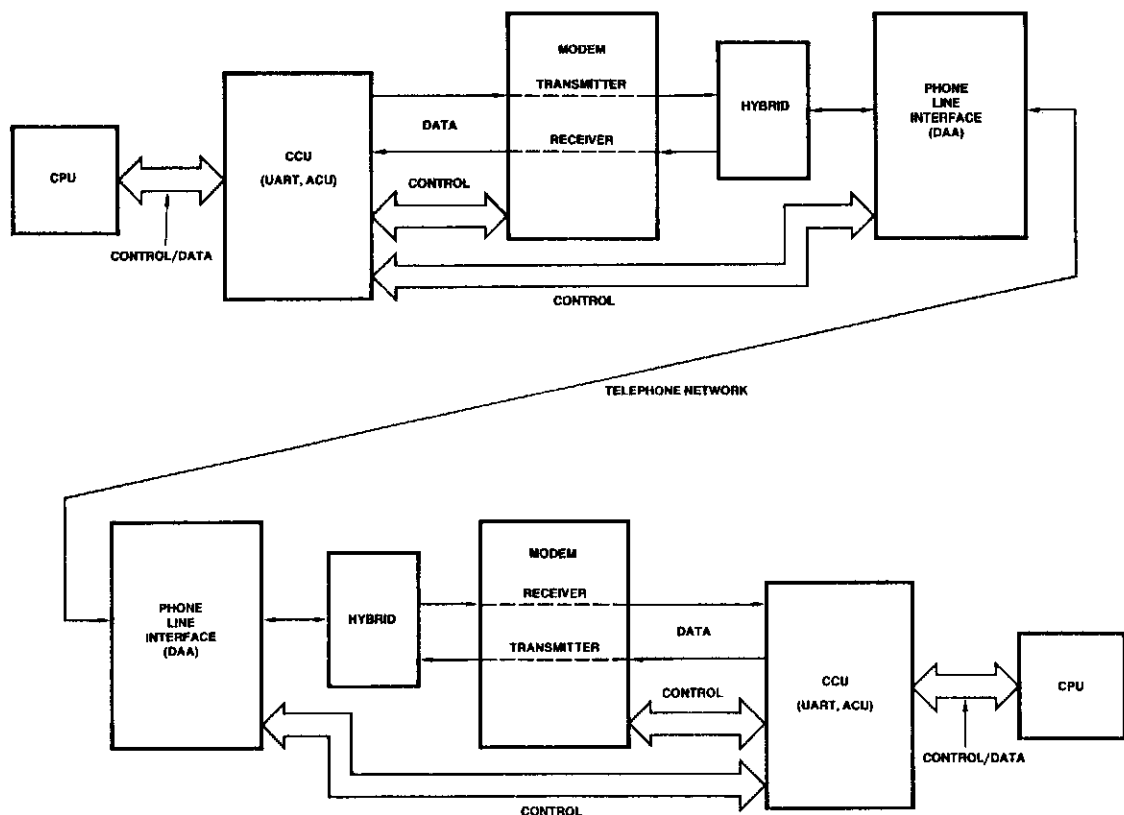 MODEM
TRANSMITTER
RECEIVER
HYBRID
PHONE
LINE
INTERFACE
(DAA)
DATA
CPU
CCU
(UART, ACU)
CONTROL
CONTROL/DATA
CONTROL
TELEPHONE NETWORK
PHONE
LINE
INTERFACE
(DAA)
HYBRID
MODEM
RECEIVER
TRANSMITTER
DATA
CONTROL
CCU
(UART, ACU)
CPU
CONTROL/DATA
CONTROL